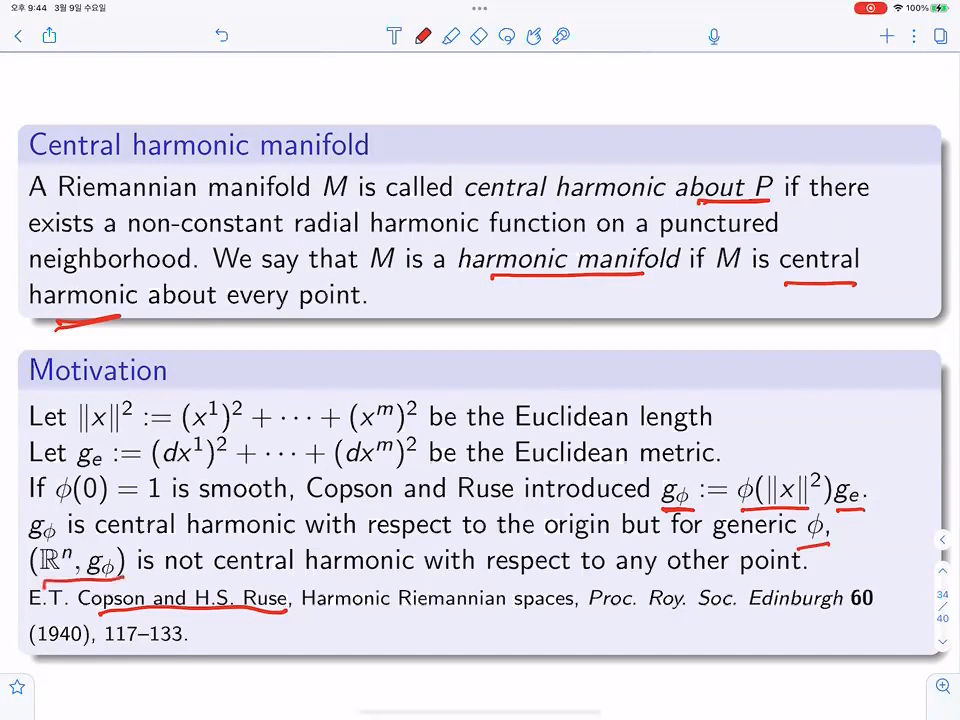 오후 9:44 3월 9일 수요일
100%
Central harmonic manifold
A Riemannian manifold M is called central harmonic about P if there
exists a non-constant radial harmonic function on a punctured
neighborhood. We say that M is a harmonic manifold if M is central
harmonic about every point.
Motivation
Let ‖x‖² := (x¹)² + ··· + (xᵐ)² be the Euclidean length
Let gₑ := (dx¹)² + ··· + (dxᵐ)² be the Euclidean metric.
If ϕ(0) = 1 is smooth, Copson and Ruse introduced g_ϕ := ϕ(‖x‖²)gₑ.
g_ϕ is central harmonic with respect to the origin but for generic ϕ,
(ℝⁿ, g_ϕ) is not central harmonic with respect to any other point.
E.T. Copson and H.S. Ruse, Harmonic Riemannian spaces, Proc. Roy. Soc. Edinburgh 60
(1940), 117–133.
34
/
40